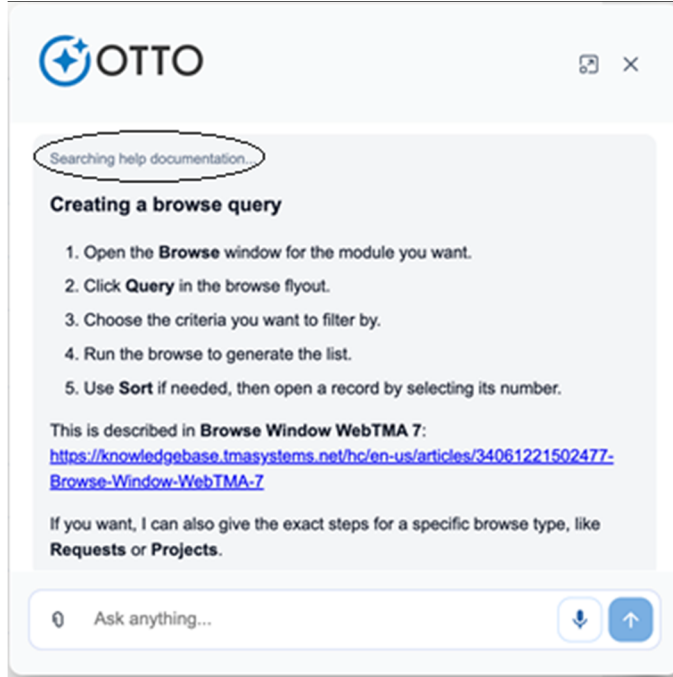 OTTO
Searching help documentation...
Creating a browse query
1. Open the Browse window for the module you want.
2. Click Query in the browse flyout.
3. Choose the criteria you want to filter by.
4. Run the browse to generate the list.
5. Use Sort if needed, then open a record by selecting its number.
This is described in Browse Window WebTMA 7:
https://knowledgebase.tmasystems.net/hc/en-us/articles/34061221502477-
Browse-Window-WebTMA-7
If you want, I can also give the exact steps for a specific browse type, like
Requests or Projects.
Ask anything...